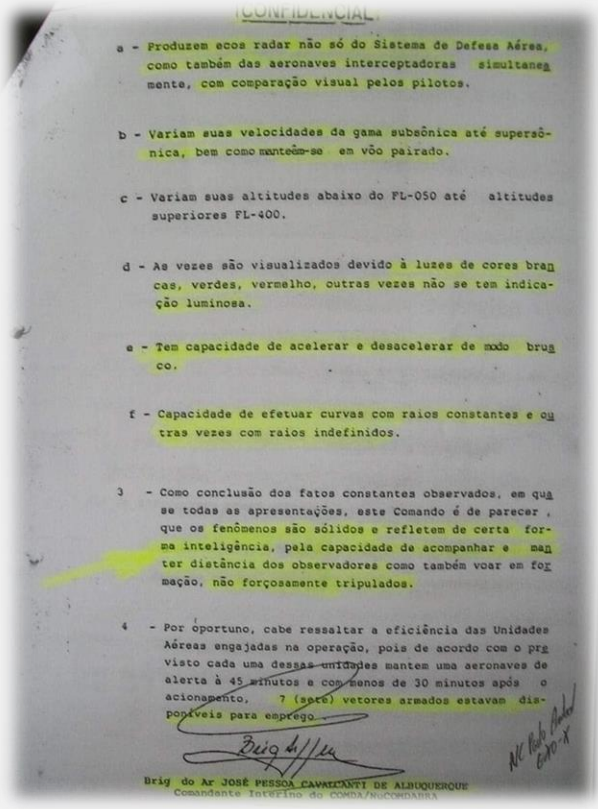 CONFIDENCIAL
a - Produzem ecos radar não só do Sistema de Defesa Aérea,
como também das aeronaves interceptadoras simultanea
mente, com comparação visual pelos pilotos.
b - Variam suas velocidades da gama subsônica até supersô-
nica, bem como manteêm-se em vôo pairado.
c - Variam suas altitudes abaixo do FL-050 até altitudes
superiores FL-400.
d - As vezes são visualizados devido à luzes de cores bran
cas, verdes, vermelho, outras vezes não se tem indica-
ção luminosa.
e - Tem capacidade de acelerar e desacelerar de modo brus
co.
f - Capacidade de efetuar curvas com raios constantes e ou
tras vezes com raios indefinidos.
3 - Como conclusão dos fatos constantes observados, em qua
se todas as apresentações, este Comando é de parecer ,
que os fenômenos são sólidos e refletem de certa for-
ma inteligência, pela capacidade de acompanhar e man
ter distância dos observadores como também voar em for
mação, não forçosamente tripulados.
4 - Por oportuno, cabe ressaltar a eficiência das Unidades
Aéreas engajadas na operação, pois de acordo com o pre
visto cada uma dessas unidades mantem uma aeronaves de
alerta à 45 minutos e com menos de 30 minutos após o
acionamento, 7 (sete) vetores armados estavam dis-
poníveis para emprego.
Brig do Ar JOSÉ PESSOA CAVALCANTI DE ALBUQUERQUE
Comandante Interino do COMDA/NuCOMDABRA